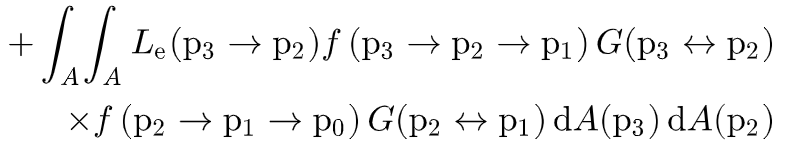 + ∫_A ∫_A L_e(p_3 → p_2) f (p_3 → p_2 → p_1) G(p_3 ↔ p_2)
× f (p_2 → p_1 → p_0) G(p_2 ↔ p_1) dA(p_3) dA(p_2)